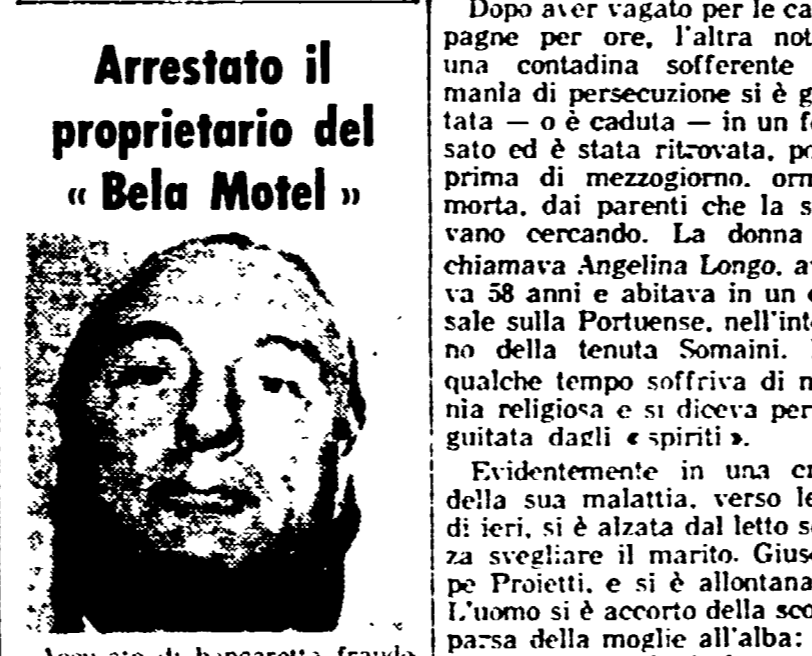 Arrestato il
proprietario del
« Bela Motel »
Dopo aver vagato per le ca
pagne per ore, l'altra not
una contadina sofferente
mania di persecuzione si è g
tata — o è caduta — in un f
sato ed è stata ritrovata, po
prima di mezzogiorno, orm
morta, dai parenti che la s
vano cercando. La donna
chiamava Angelina Longo, a
va 58 anni e abitava in un
sale sulla Portuense, nell'int
no della tenuta Somaini.
qualche tempo soffriva di m
nia religiosa e si diceva per
guitata dagli « spiriti ».
Evidentemente in una cr
della sua malattia, verso le
di ieri, si è alzata dal letto s
za svegliare il marito. Gius
pe Proietti, e si è allontana
L'uomo si è accorto della sco
parsa della moglie all'alba: